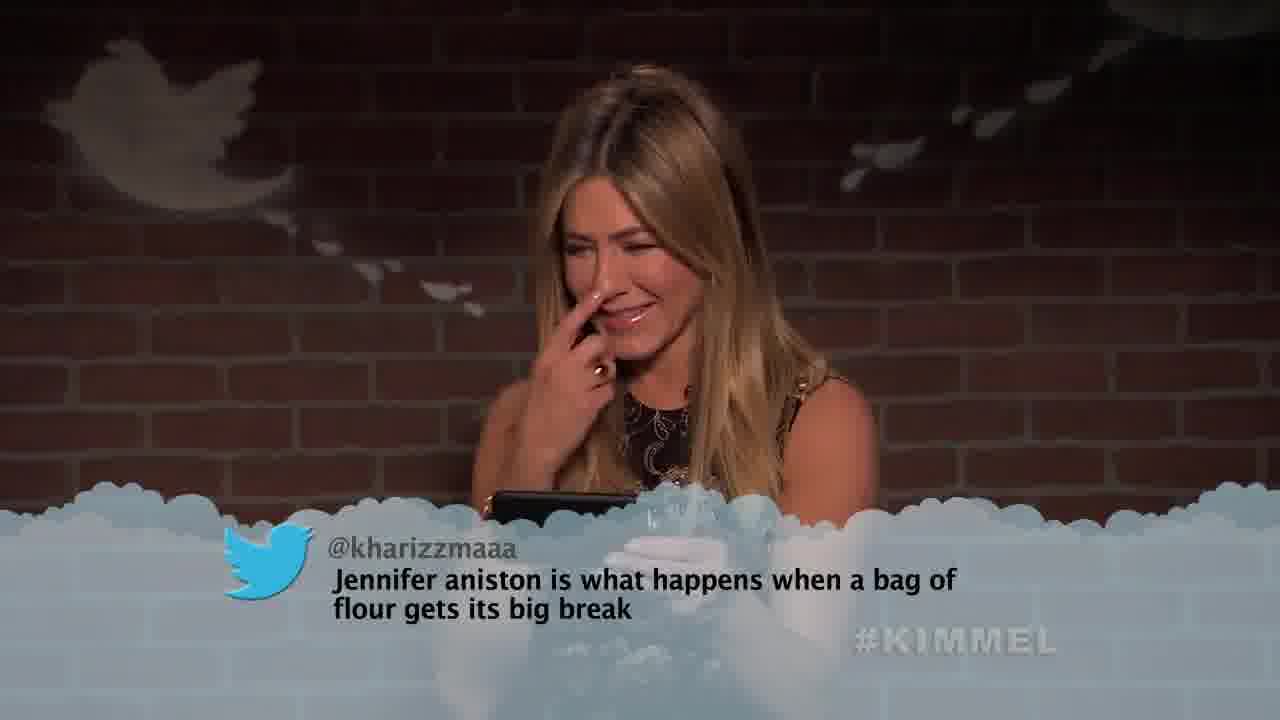 @kharizzmaaa
Jennifer aniston is what happens when a bag of
flour gets its big break
#KIMMEL